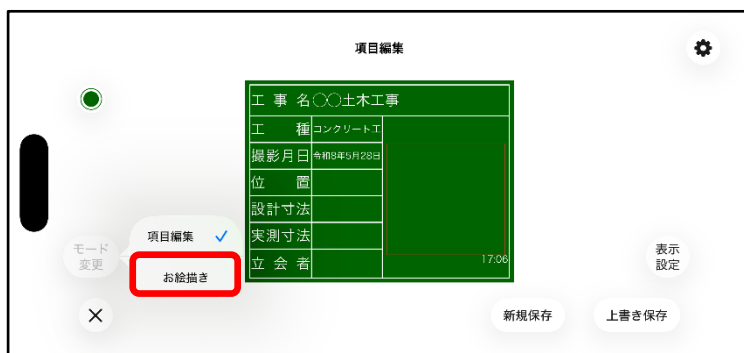 項目編集
工事名○○土木工事
工種 コンクリート工
撮影月日 令和8年5月28日
位置
設計寸法
実測寸法
立会者
17:06
項目編集
お絵描き
モード
変更
表示
設定
新規保存
上書き保存